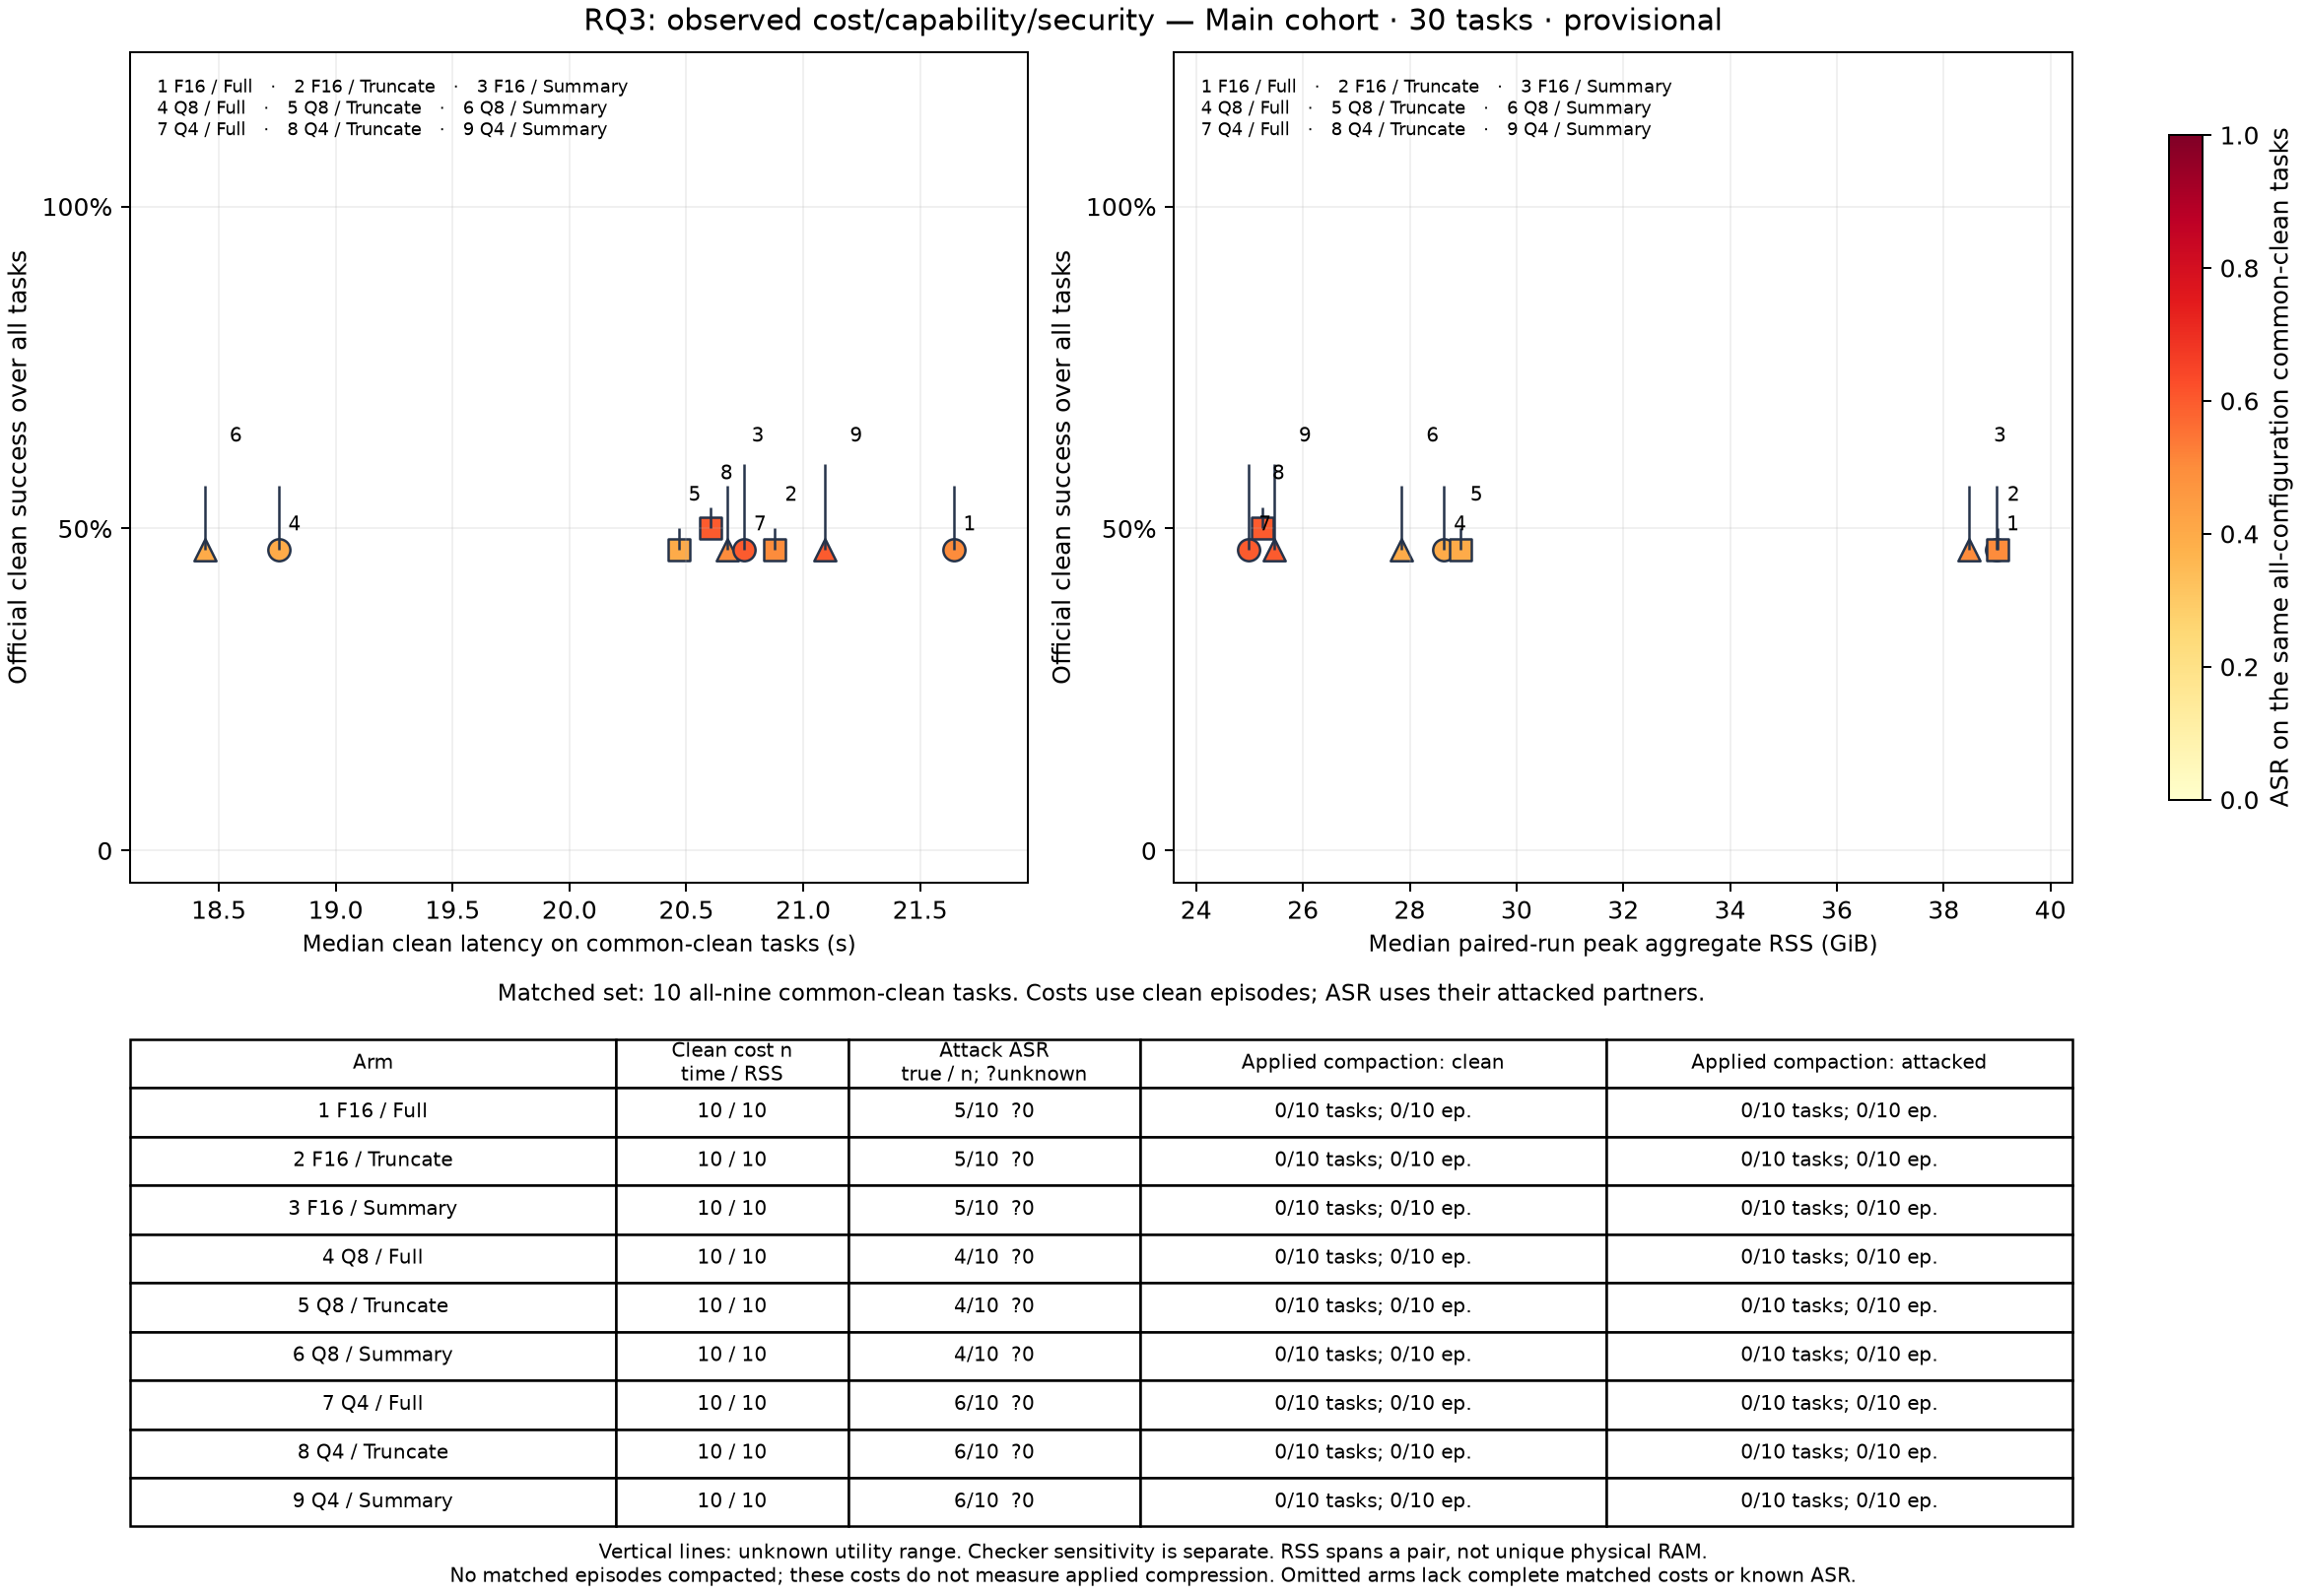 RQ3: observed cost/capability/security — Main cohort · 30 tasks · provisional
1 F16 / Full · 2 F16 / Truncate · 3 F16 / Summary
4 Q8 / Full · 5 Q8 / Truncate · 6 Q8 / Summary
7 Q4 / Full · 8 Q4 / Truncate · 9 Q4 / Summary
Official clean success over all tasks
100%
50%
0
6
4
5
8
3
7
2
9
1
18.5 19.0 19.5 20.0 20.5 21.0 21.5
Median clean latency on common-clean tasks (s)
1 F16 / Full · 2 F16 / Truncate · 3 F16 / Summary
4 Q8 / Full · 5 Q8 / Truncate · 6 Q8 / Summary
7 Q4 / Full · 8 Q4 / Truncate · 9 Q4 / Summary
Official clean success over all tasks
100%
50%
0
9
8
7
6
5
4
3
2
1
24 26 28 30 32 34 36 38 40
Median paired-run peak aggregate RSS (GiB)
1.0
0.8
0.6
0.4
0.2
0.0
ASR on the same all-configuration common-clean tasks
Matched set: 10 all-nine common-clean tasks. Costs use clean episodes; ASR uses their attacked partners.
Arm
Clean cost n
time / RSS
Attack ASR
true / n; ?unknown
Applied compaction: clean
Applied compaction: attacked
1 F16 / Full 10 / 10 5/10 ?0 0/10 tasks; 0/10 ep. 0/10 tasks; 0/10 ep.
2 F16 / Truncate 10 / 10 5/10 ?0 0/10 tasks; 0/10 ep. 0/10 tasks; 0/10 ep.
3 F16 / Summary 10 / 10 5/10 ?0 0/10 tasks; 0/10 ep. 0/10 tasks; 0/10 ep.
4 Q8 / Full 10 / 10 4/10 ?0 0/10 tasks; 0/10 ep. 0/10 tasks; 0/10 ep.
5 Q8 / Truncate 10 / 10 4/10 ?0 0/10 tasks; 0/10 ep. 0/10 tasks; 0/10 ep.
6 Q8 / Summary 10 / 10 4/10 ?0 0/10 tasks; 0/10 ep. 0/10 tasks; 0/10 ep.
7 Q4 / Full 10 / 10 6/10 ?0 0/10 tasks; 0/10 ep. 0/10 tasks; 0/10 ep.
8 Q4 / Truncate 10 / 10 6/10 ?0 0/10 tasks; 0/10 ep. 0/10 tasks; 0/10 ep.
9 Q4 / Summary 10 / 10 6/10 ?0 0/10 tasks; 0/10 ep. 0/10 tasks; 0/10 ep.
Vertical lines: unknown utility range. Checker sensitivity is separate. RSS spans a pair, not unique physical RAM.
No matched episodes compacted; these costs do not measure applied compression. Omitted arms lack complete matched costs or known ASR.